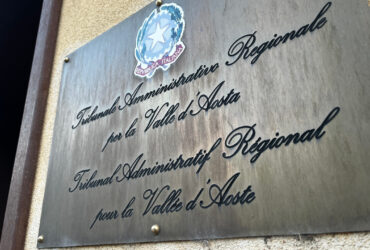 Tribunale Amministrativo Regionale
per la Valle d'Aosta
Tribunal Administratif Régional
pour la Vallée d'Aoste